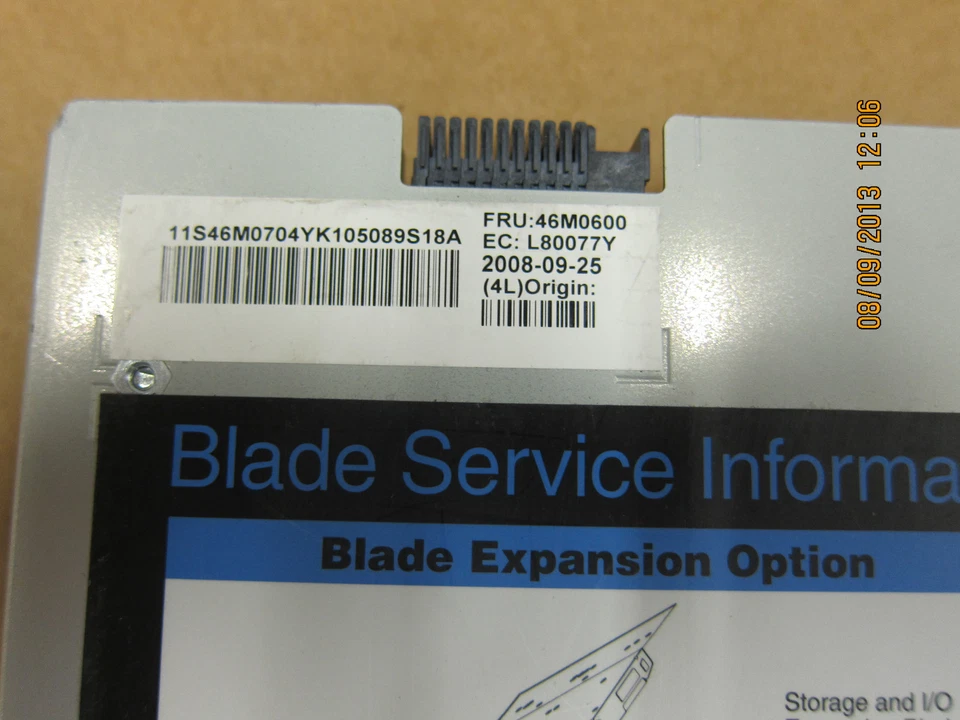 11S46M0704YK105089S18A
FRU:46M0600
EC: L80077Y
2008-09-25
(4L)Origin:
08/09/2013 12:06
Blade Service Informa
Blade Expansion Option
Storage and I/O